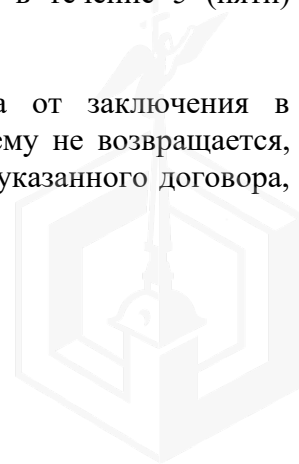 в течение 5 (пяти)
а от заключения в
ему не возвращается,
указанного договора,